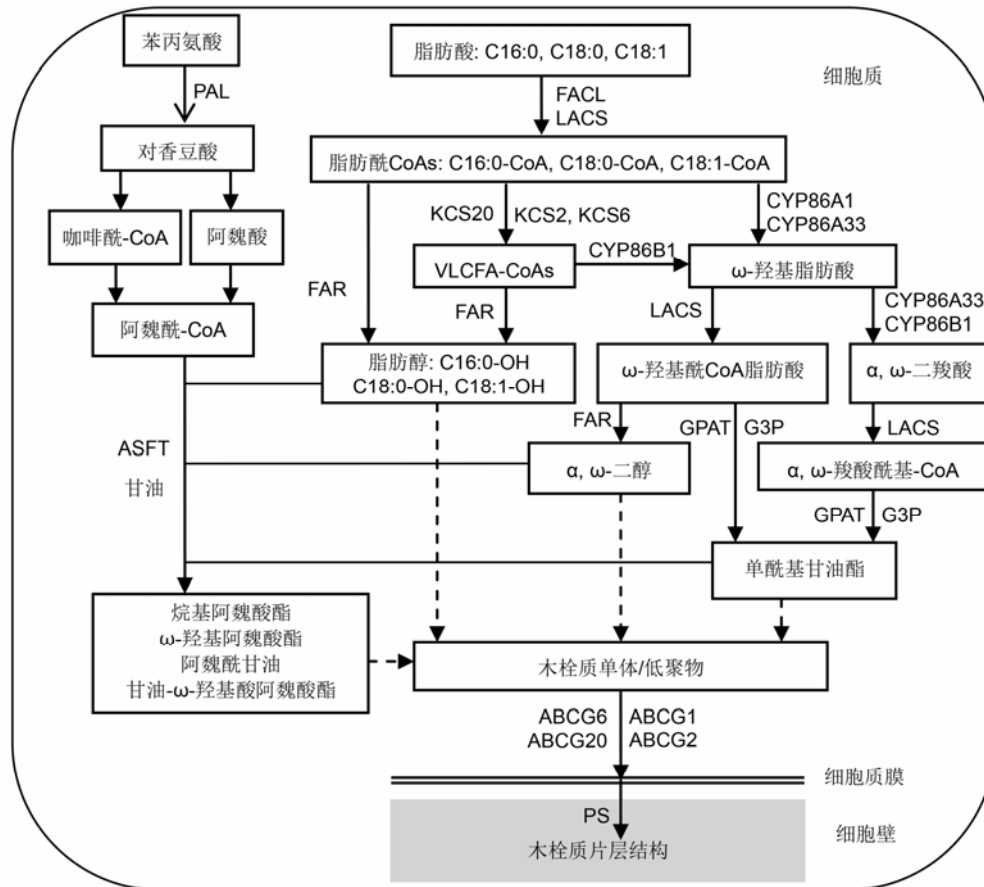 苯丙氨酸
脂肪酸: C16:0, C18:0, C18:1
细胞质
PAL
FACL
LACS
对香豆酸
脂肪酰CoAs: C16:0-CoA, C18:0-CoA, C18:1-CoA
咖啡酰-CoA
阿魏酸
KCS20
KCS2, KCS6
CYP86A1
CYP86A33
VLCFA-CoAs
CYP86B1
ω-羟基脂肪酸
FAR
FAR
LACS
CYP86A33
CYP86B1
阿魏酰-CoA
脂肪醇: C16:0-OH
C18:0-OH, C18:1-OH
ω-羟基酰CoA脂肪酸
α, ω-二羧酸
FAR
GPAT
G3P
LACS
ASFT
甘油
α, ω-二醇
α, ω-羧酸酰基-CoA
GPAT
G3P
单酰基甘油酯
烷基阿魏酸酯
ω-羟基阿魏酸酯
阿魏酰甘油
甘油-ω-羟基酸阿魏酸酯
木栓质单体/低聚物
ABCG6
ABCG20
ABCG1
ABCG2
细胞质膜
PS
细胞壁
木栓质片层结构